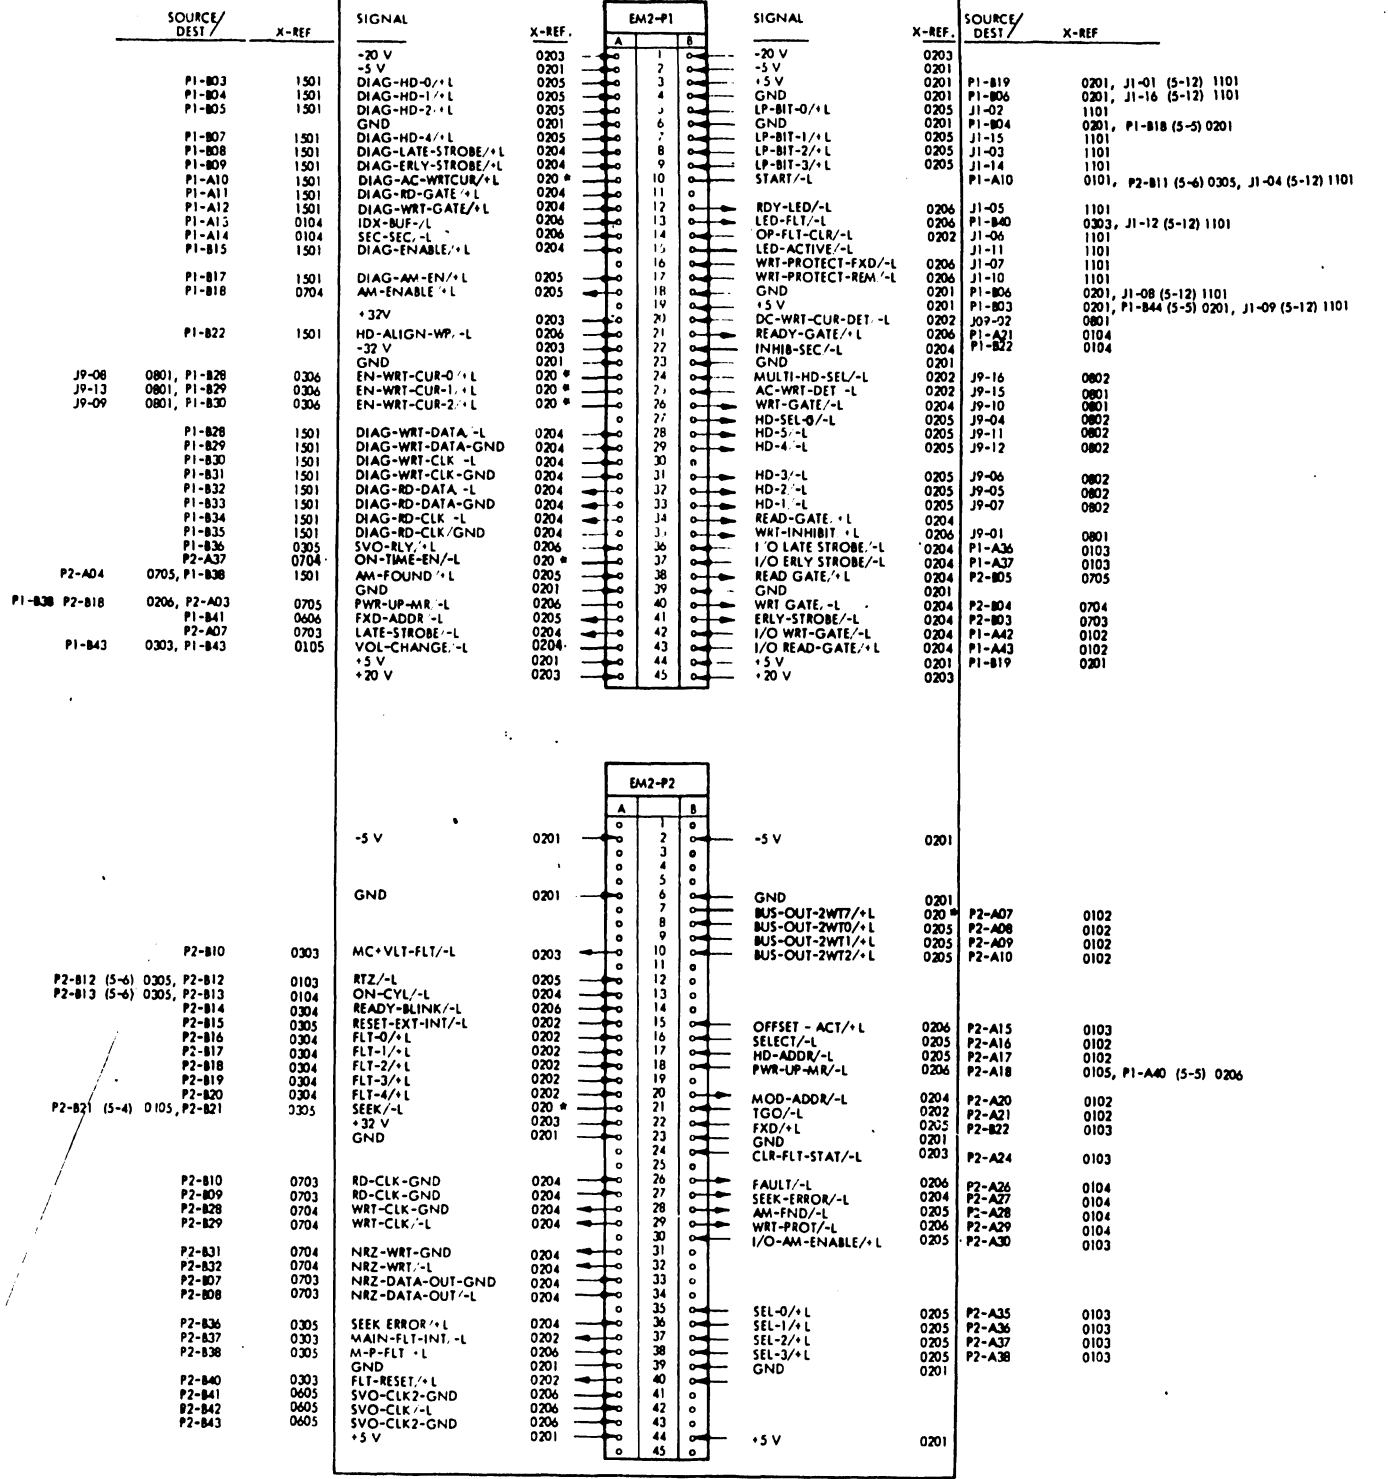 SOURCE/ DEST / X-REF SIGNAL X-REF. EM2-P1 SIGNAL X-REF. SOURCE/ DEST / X-REF
A B
-20 V 0203 1 -20 V 0203
-5 V 0201 2 -5 V 0201
P1-B03 1501 DIAG-HD-0/+L 0205 3 +5 V 0201 P1-B19 0201, J1-01 (5-12) 1101
P1-B04 1501 DIAG-HD-1/+L 0205 4 GND 0201 P1-B06 0201, J1-16 (5-12) 1101
P1-B05 1501 DIAG-HD-2/+L 0205 5 LP-BIT-0/+L 0205 J1-02 1101
GND 0201 6 GND 0201 P1-B04 0201, P1-B18 (5-5) 0201
P1-B07 1501 DIAG-HD-4/+L 0205 7 LP-BIT-1/+L 0205 J1-15 1101
P1-B08 1501 DIAG-LATE-STROBE/+L 0204 8 LP-BIT-2/+L 0205 J1-03 1101
P1-B09 1501 DIAG-ERLY-STROBE/+L 0204 9 LP-BIT-3/+L 0205 J1-14 1101
P1-A10 1501 DIAG-AC-WRTCUR/+L 020 * 10 START/-L P1-A10 0101, P2-B11 (5-6) 0305, J1-04 (5-12) 1101
P1-A11 1501 DIAG-RD-GATE/+L 0204 11
P1-A12 1501 DIAG-WRT-GATE/+L 0204 12 RDY-LED/-L 0206 J1-05 1101
P1-A13 0104 IDX-BUF-/L 0206 13 LED-FLT/-L 0206 P1-B40 0303, J1-12 (5-12) 1101
P1-A14 0104 SEC-SEC/-L 0206 14 OP-FLT-CLR/-L 0202 J1-06 1101
P1-B15 1501 DIAG-ENABLE/+L 0204 15 LED-ACTIVE/-L J1-11 1101
16 WRT-PROTECT-FXD/-L 0206 J1-07 1101
P1-B17 1501 DIAG-AM-EN/+L 0205 17 WRT-PROTECT-REM/-L 0206 J1-10 1101
P1-B18 0704 AM-ENABLE/+L 0205 18 GND 0201 P1-B06 0201, J1-08 (5-12) 1101
19 +5 V 0201 P1-B03 0201, P1-B44 (5-5) 0201, J1-09 (5-12) 1101
+32V 0203 20 DC-WRT-CUR-DET/-L 0202 J09-02 0801
P1-B22 1501 HD-ALIGN-WP/-L 0206 21 READY-GATE/+L 0206 P1-A21 0104
-32 V 0203 22 INHIB-SEC/-L 0204 P1-B22 0104
GND 0201 23 GND 0201
J9-08 0801, P1-B28 0306 EN-WRT-CUR-0/+L 020 * 24 MULTI-HD-SEL/-L 0202 J9-16 0802
J9-13 0801, P1-B29 0306 EN-WRT-CUR-1/+L 020 * 25 AC-WRT-DET -L 0202 J9-15 0801
J9-09 0801, P1-B30 0306 EN-WRT-CUR-2/+L 020 * 26 WRT-GATE/-L 0204 J9-10 0801
27 HD-SEL-0/-L 0205 J9-04 0802
P1-B28 1501 DIAG-WRT-DATA/-L 0204 28 HD-5/-L 0205 J9-11 0802
P1-B29 1501 DIAG-WRT-DATA-GND 0204 29 HD-4/-L 0205 J9-12 0802
P1-B30 1501 DIAG-WRT-CLK -L 0204 30
P1-B31 1501 DIAG-WRT-CLK-GND 0204 31 HD-3/-L 0205 J9-06 0802
P1-B32 1501 DIAG-RD-DATA/-L 0204 32 HD-2/-L 0205 J9-05 0802
P1-B33 1501 DIAG-RD-DATA-GND 0204 33 HD-1/-L 0205 J9-07 0802
P1-B34 1501 DIAG-RD-CLK -L 0204 34 READ-GATE/+L 0204
P1-B35 1501 DIAG-RD-CLK/GND 0204 35 WRT-INHIBIT +L 0206 J9-01 0801
P1-B36 0305 SVO-RLY/+L 0206 36 I/O LATE STROBE/-L 0204 P1-A36 0103
P2-A37 0704 ON-TIME-EN/-L 020 * 37 I/O ERLY STROBE/-L 0204 P1-A37 0103
P2-A04 0705, P1-B38 1501 AM-FOUND/+L 0205 38 READ GATE/+L 0204 P2-B05 0705
GND 0201 39 GND 0201
P1-B38 P2-B18 0206, P2-A03 0705 PWR-UP-MR/-L 0206 40 WRT GATE/-L 0204 P2-B04 0704
P1-B41 0606 FXD-ADDR/-L 0205 41 ERLY-STROBE/-L 0204 P2-B03 0703
P2-A07 0703 LATE-STROBE/-L 0204 42 I/O WRT-GATE/-L 0204 P1-A42 0102
P1-B43 0303, P1-B43 0105 VOL-CHANGE/-L 0204 43 I/O READ-GATE/+L 0204 P1-A43 0102
+5 V 0201 44 +5 V 0201 P1-B19 0201
+20 V 0203 45 +20 V 0203
EM2-P2
A B
1
-5 V 0201 2 -5 V 0201
3
4
5
GND 0201 6 GND 0201
7 BUS-OUT-2WT7/+L 020 * P2-A07 0102
8 BUS-OUT-2WT0/+L 0205 P2-A08 0102
9 BUS-OUT-2WT1/+L 0205 P2-A09 0102
P2-B10 0303 MC+VLT-FLT/-L 0203 10 BUS-OUT-2WT2/+L 0205 P2-A10 0102
11
P2-B12 (5-6) 0305, P2-B12 0103 RTZ/-L 0205 12
P2-B13 (5-6) 0305, P2-B13 0104 ON-CYL/-L 0204 13
P2-B14 0304 READY-BLINK/-L 0206 14
P2-B15 0305 RESET-EXT-INT/-L 0202 15 OFFSET - ACT/+L 0206 P2-A15 0103
P2-B16 0304 FLT-0/+L 0202 16 SELECT/-L 0205 P2-A16 0102
P2-B17 0304 FLT-1/+L 0202 17 HD-ADDR/-L 0205 P2-A17 0102
P2-B18 0304 FLT-2/+L 0202 18 PWR-UP-MR/-L 0206 P2-A18 0105, P1-A40 (5-5) 0206
P2-B19 0304 FLT-3/+L 0202 19
P2-B20 0304 FLT-4/+L 0202 20 MOD-ADDR/-L 0204 P2-A20 0102
P2-B21 (5-4) 0105, P2-B21 0305 SEEK/-L 020 * 21 TGO/-L 0202 P2-A21 0102
+32 V 0203 22 FXD/+L 0205 P2-B22 0103
GND 0201 23 GND 0201
24 CLR-FLT-STAT/-L 0203 P2-A24 0103
25
P2-B10 0703 RD-CLK-GND 0204 26 FAULT/-L 0206 P2-A26 0104
P2-B09 0703 RD-CLK-GND 0204 27 SEEK-ERROR/-L 0204 P2-A27 0104
P2-B28 0704 WRT-CLK-GND 0204 28 AM-FND/-L 0205 P2-A28 0104
P2-B29 0704 WRT-CLK/-L 0204 29 WRT-PROT/-L 0206 P2-A29 0104
30 I/O-AM-ENABLE/+L 0205 P2-A30 0103
P2-B31 0704 NRZ-WRT-GND 0204 31
P2-B32 0704 NRZ-WRT/-L 0204 32
P2-B07 0703 NRZ-DATA-OUT-GND 0204 33
P2-B08 0703 NRZ-DATA-OUT/-L 0204 34
35 SEL-0/+L 0205 P2-A35 0103
P2-B36 0305 SEEK ERROR/+L 0204 36 SEL-1/+L 0205 P2-A36 0103
P2-B37 0303 MAIN-FLT-INT/-L 0202 37 SEL-2/+L 0205 P2-A37 0103
P2-B38 0305 M-P-FLT +L 0206 38 SEL-3/+L 0205 P2-A38 0103
GND 0201 39 GND 0201
P2-B40 0303 FLT-RESET/+L 0202 40
P2-B41 0605 SVO-CLK2-GND 0206 41
B2-B42 0605 SVO-CLK/-L 0206 42
P2-B43 0605 SVO-CLK2-GND 0206 43
+5 V 0201 44 +5 V 0201
45